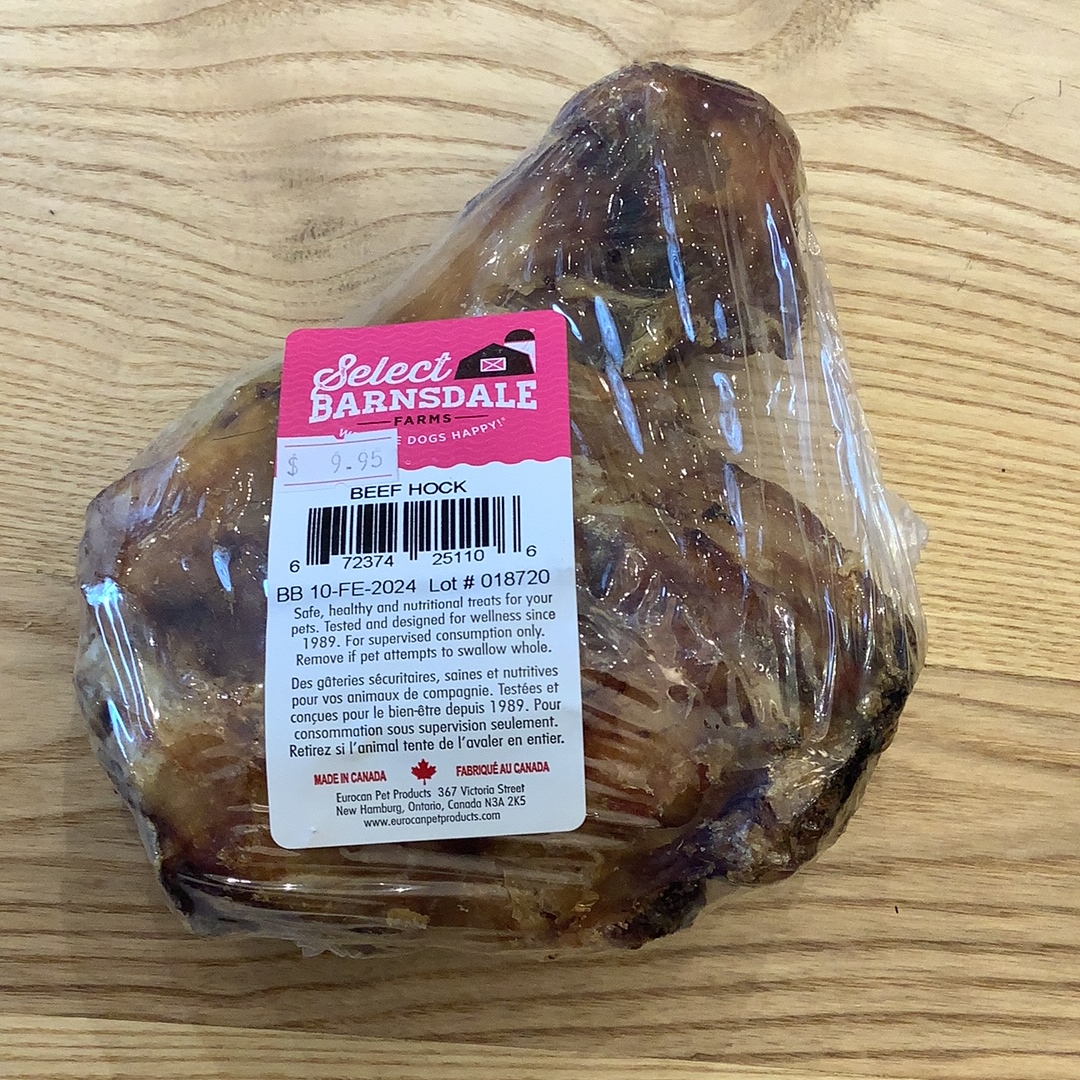 Select
BARNSDALE
FARMS
DOGS HAPPY!
$ 9.95
BEEF HOCK
6 72374 25110 6
BB 10-FE-2024 Lot # 018720
Safe, healthy and nutritional treats for your
pets. Tested and designed for wellness since
1989. For supervised consumption only.
Remove if pet attempts to swallow whole.
Des gâteries sécuritaires, saines et nutritives
pour vos animaux de compagnie. Testées et
conçues pour le bien-être depuis 1989. Pour
consommation sous supervision seulement.
Retirez si l'animal tente de l'avaler en entier.
MADE IN CANADA FABRIQUÉ AU CANADA
Eurocan Pet Products 367 Victoria Street
New Hamburg, Ontario, Canada N3A 2K5
www.eurocanpetproducts.com